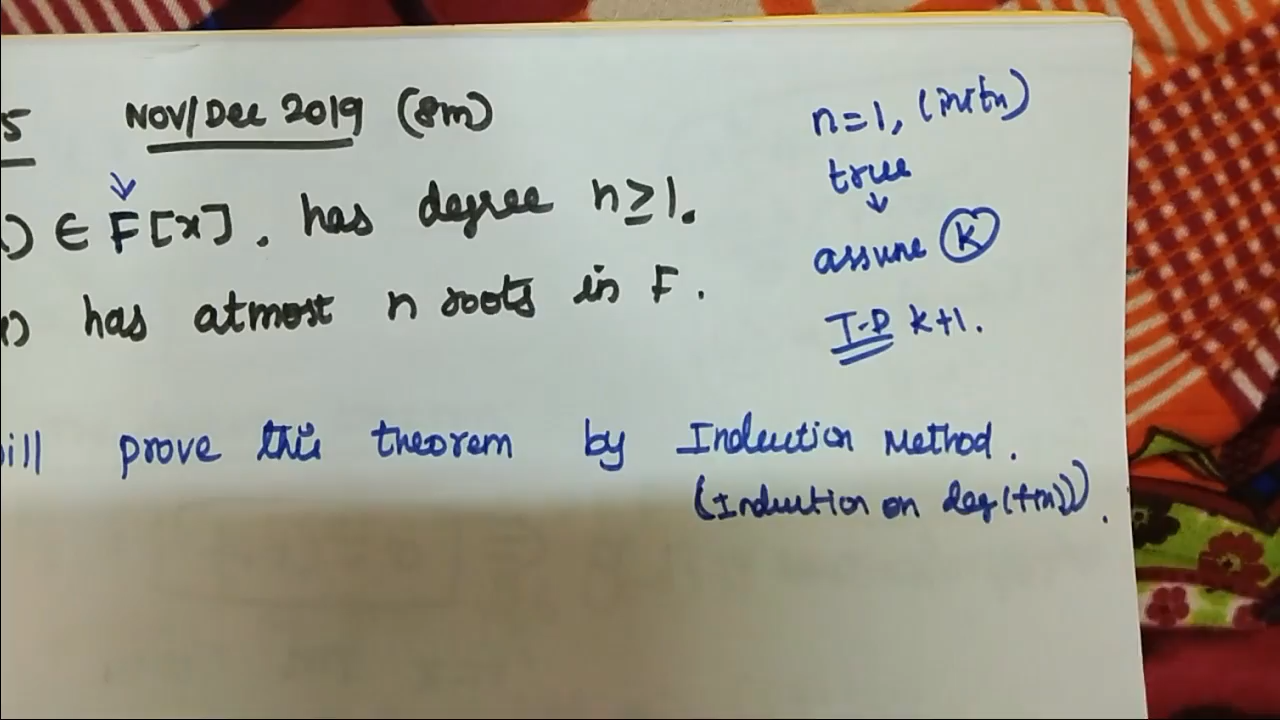 5 NOV/Dec 2019 (8m)
) ∈ F[x]. has degree n≥1.
) has atmost n roots in F.
ill prove this theorem by Induction Method.
(Induction on deg(f(x))).
n=1, 
true
↓
assume K
T.P k+1.